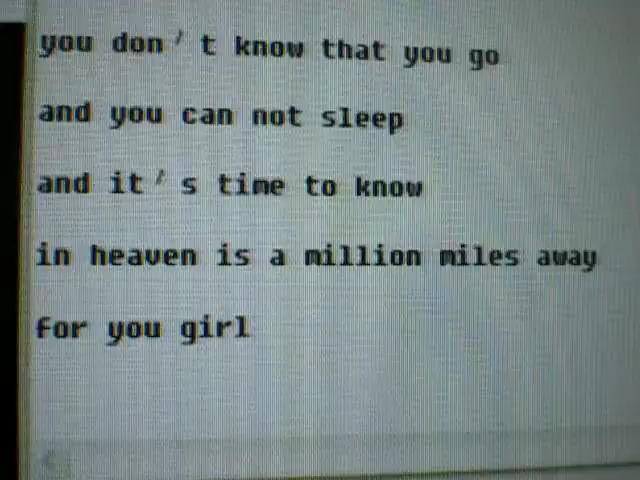 you don't know that you go
and you can not sleep
and it's time to know
in heaven is a million miles away
for you girl